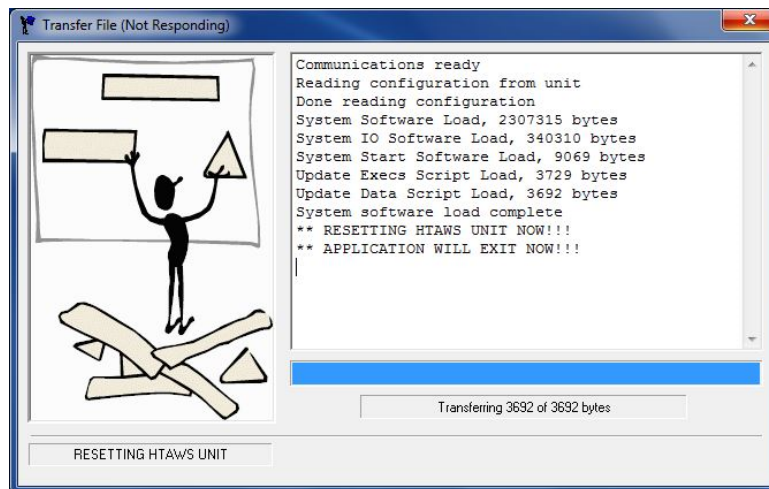 Transfer File (Not Responding)
Communications ready
Reading configuration from unit
Done reading configuration
System Software Load, 2307315 bytes
System IO Software Load, 340310 bytes
System Start Software Load, 9069 bytes
Update Execs Script Load, 3729 bytes
Update Data Script Load, 3692 bytes
System software load complete
** RESETTING HTAWS UNIT NOW!!!
** APPLICATION WILL EXIT NOW!!!
Transferring 3692 of 3692 bytes
RESETTING HTAWS UNIT